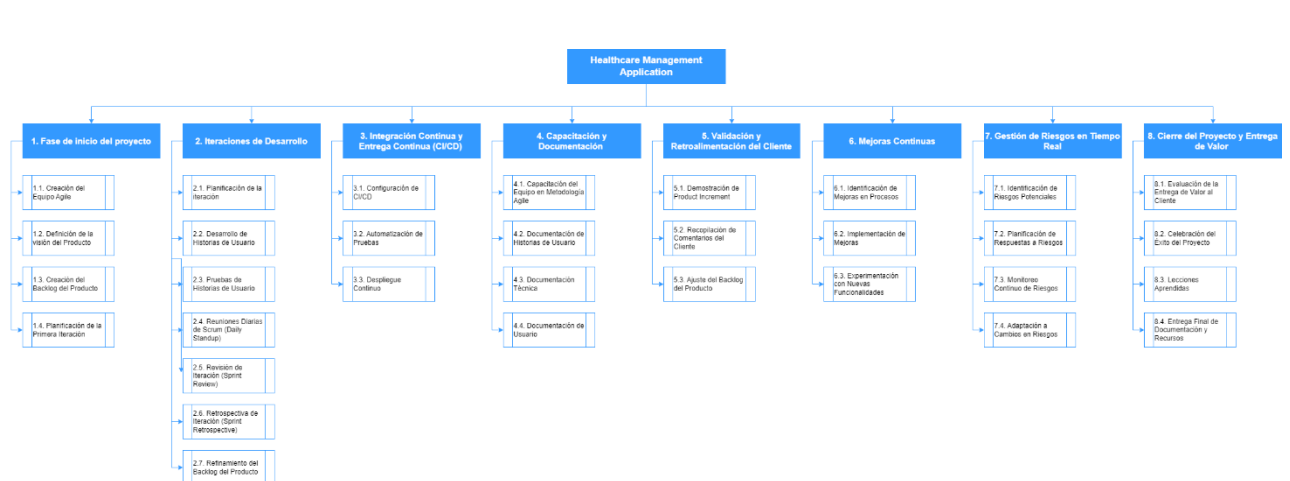 Healthcare Management
Application
1. Fase de inicio del proyecto
1.1. Creación del
Equipo Agile
1.2. Definición de la
visión del Producto
1.3. Creación del
Backlog del Producto
1.4. Planificación de la
Primera Iteración
2. Iteraciones de Desarrollo
2.1. Planificación de la
iteración
2.2. Desarrollo de
Historias de Usuario
2.3. Pruebas de
Historias de Usuario
2.4. Reuniones Diarias
de Scrum (Daily
Standup)
2.5. Revisión de
Iteración (Sprint
Review)
2.6. Retrospectiva de
Iteración (Sprint
Retrospective)
2.7. Refinamiento del
Backlog del Producto
3. Integración Continua y
Entrega Continua (CI/CD)
3.1. Configuración de
CI/CD
3.2. Automatización de
Pruebas
3.3. Despliegue
Continuo
4. Capacitación y
Documentación
4.1. Capacitación del
Equipo en Metodología
Agile
4.2. Documentación de
Historias de Usuario
4.3. Documentación
Técnica
4.4. Documentación de
Usuario
5. Validación y
Retroalimentación del Cliente
5.1. Demostración de
Product Increment
5.2. Recopilación de
Comentarios del
Cliente
5.3. Ajuste del Backlog
del Producto
6. Mejoras Continuas
6.1. Identificación de
Mejoras en Procesos
6.2. Implementación de
Mejoras
6.3. Experimentación
con Nuevas
Funcionalidades
7. Gestión de Riesgos en Tiempo
Real
7.1. Identificación de
Riesgos Potenciales
7.2. Planificación de
Respuestas a Riesgos
7.3. Monitoreo
Continuo de Riesgos
7.4. Adaptación a
Cambios en Riesgos
8. Cierre del Proyecto y Entrega
de Valor
8.1. Evaluación de la
Entrega de Valor al
Cliente
8.2. Celebración del
Éxito del Proyecto
8.3. Lecciones
Aprendidas
8.4. Entrega Final de
Documentación y
Recursos